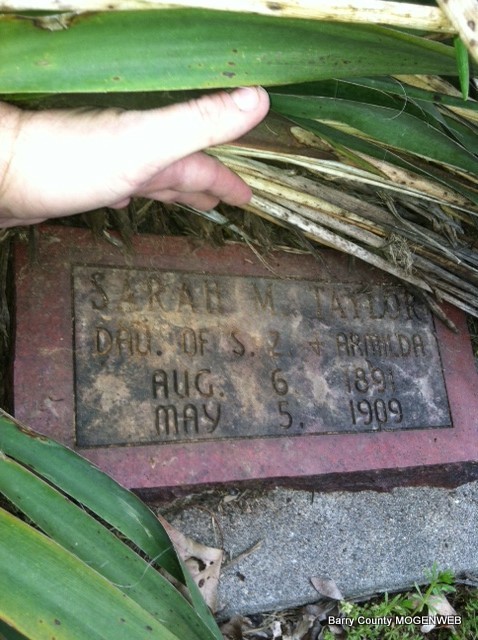 SARAH M. TAYLOR
DAU. OF S. Z. & ARMILDA
AUG. 6 1891
MAY 5. 1909
Barry County MOGENWEB